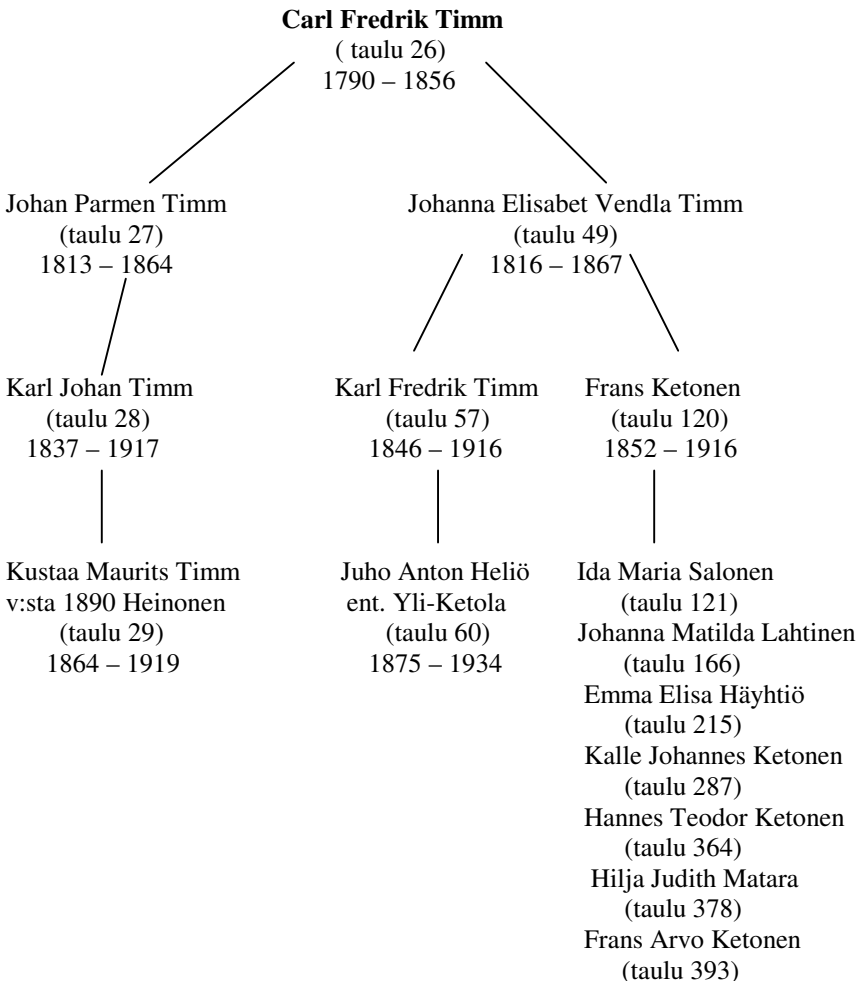 Carl Fredrik Timm
( taulu 26)
1790 – 1856
Johan Parmen Timm
(taulu 27)
1813 – 1864
Johanna Elisabet Vendla Timm
(taulu 49)
1816 – 1867
Karl Johan Timm
(taulu 28)
1837 – 1917
Karl Fredrik Timm
(taulu 57)
1846 – 1916
Frans Ketonen
(taulu 120)
1852 – 1916
Kustaa Maurits Timm
v:sta 1890 Heinonen
(taulu 29)
1864 – 1919
Juho Anton Heliö
ent. Yli-Ketola
(taulu 60)
1875 – 1934
Ida Maria Salonen
(taulu 121)
Johanna Matilda Lahtinen
(taulu 166)
Emma Elisa Häyhtiö
(taulu 215)
Kalle Johannes Ketonen
(taulu 287)
Hannes Teodor Ketonen
(taulu 364)
Hilja Judith Matara
(taulu 378)
Frans Arvo Ketonen
(taulu 393)